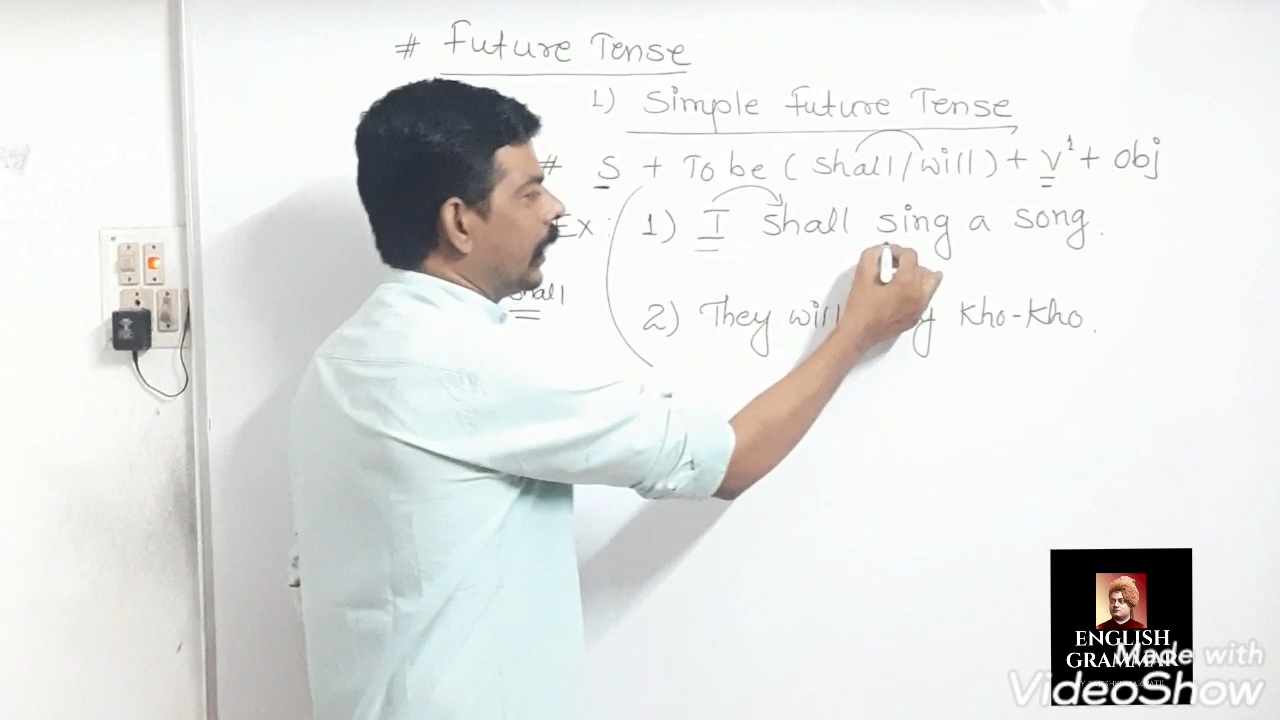 # Future Tense
1) Simple Future Tense
# S + To be (shall/will) + V¹ + obj
Ex: 1) I shall sing a song.
shall
2) They will Kho-Kho.
ENGLISH
GRAMMAR
Made with
VideoShow